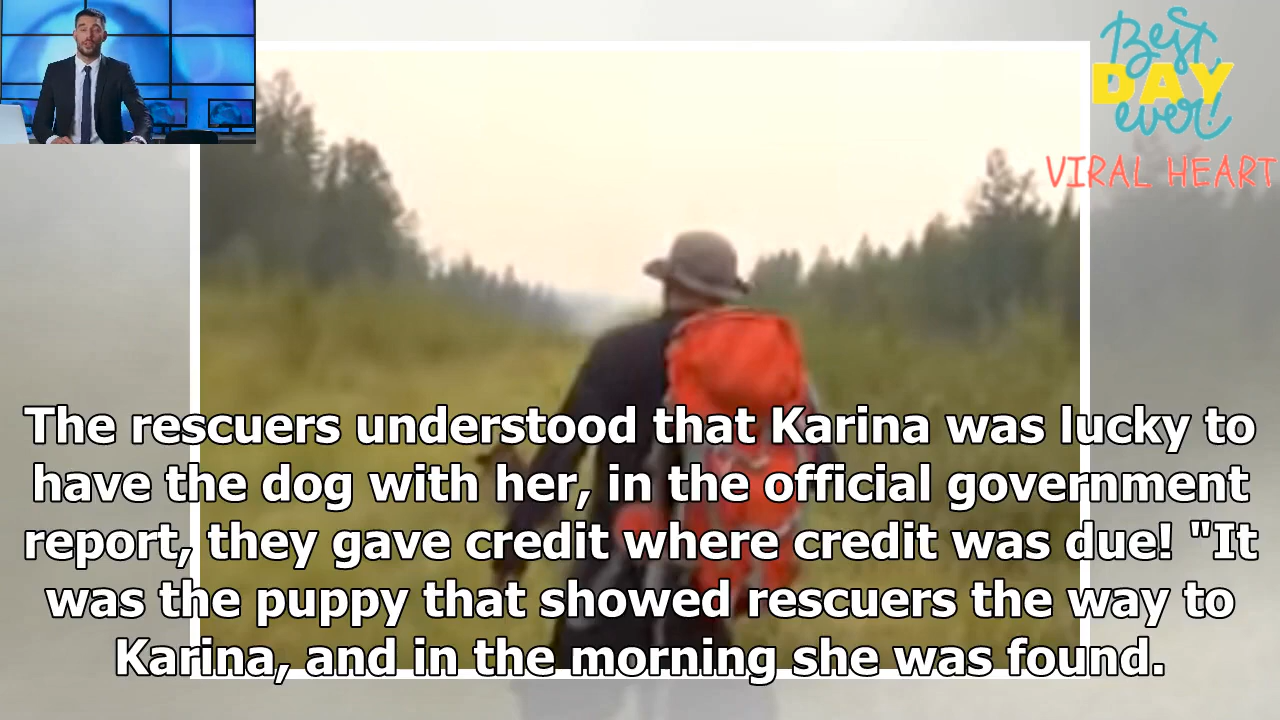 Best
DAY
ever!
VIRAL HEART
The rescuers understood that Karina was lucky to
have the dog with her, in the official government
report, they gave credit where credit was due! "It
was the puppy that showed rescuers the way to
Karina, and in the morning she was found.